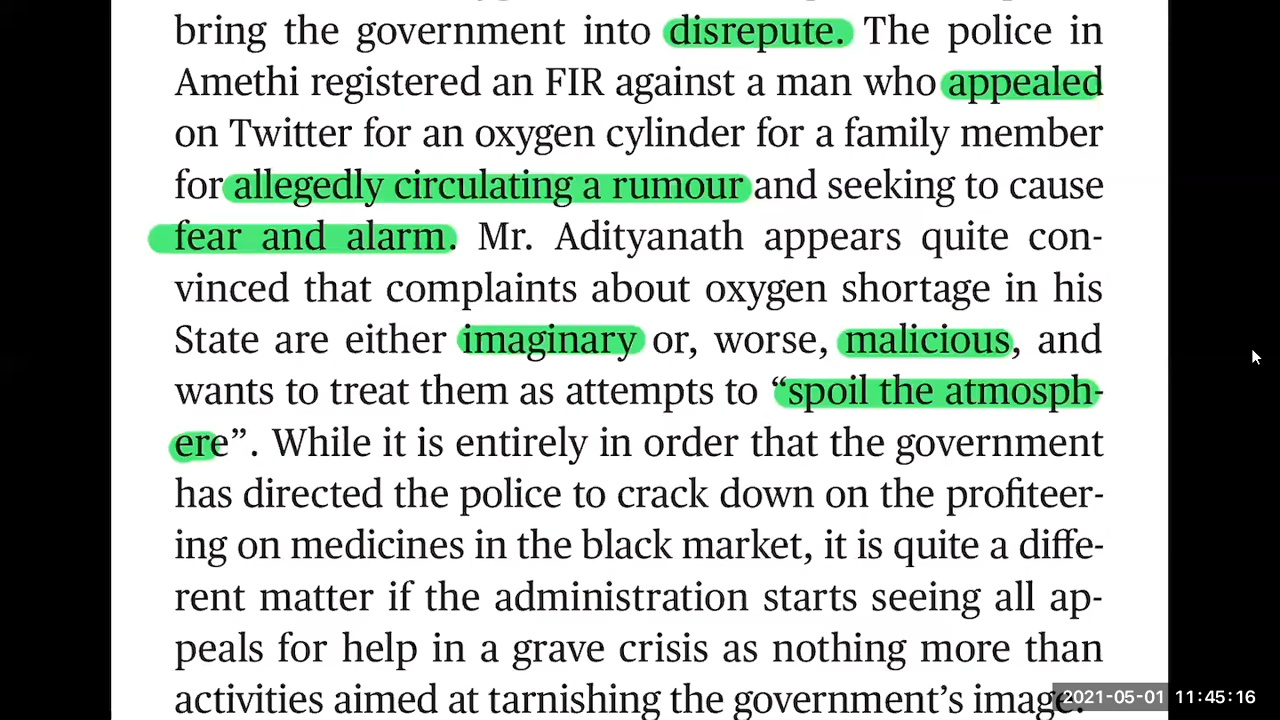 bring the government into disrepute. The police in
Amethi registered an FIR against a man who appealed
on Twitter for an oxygen cylinder for a family member
for allegedly circulating a rumour and seeking to cause
fear and alarm. Mr. Adityanath appears quite con-
vinced that complaints about oxygen shortage in his
State are either imaginary or, worse, malicious, and
wants to treat them as attempts to “spoil the atmosph-
ere”. While it is entirely in order that the government
has directed the police to crack down on the profiteer-
ing on medicines in the black market, it is quite a diffe-
rent matter if the administration starts seeing all ap-
peals for help in a grave crisis as nothing more than
activities aimed at tarnishing the government’s image.
2021-05-01 11:45:16